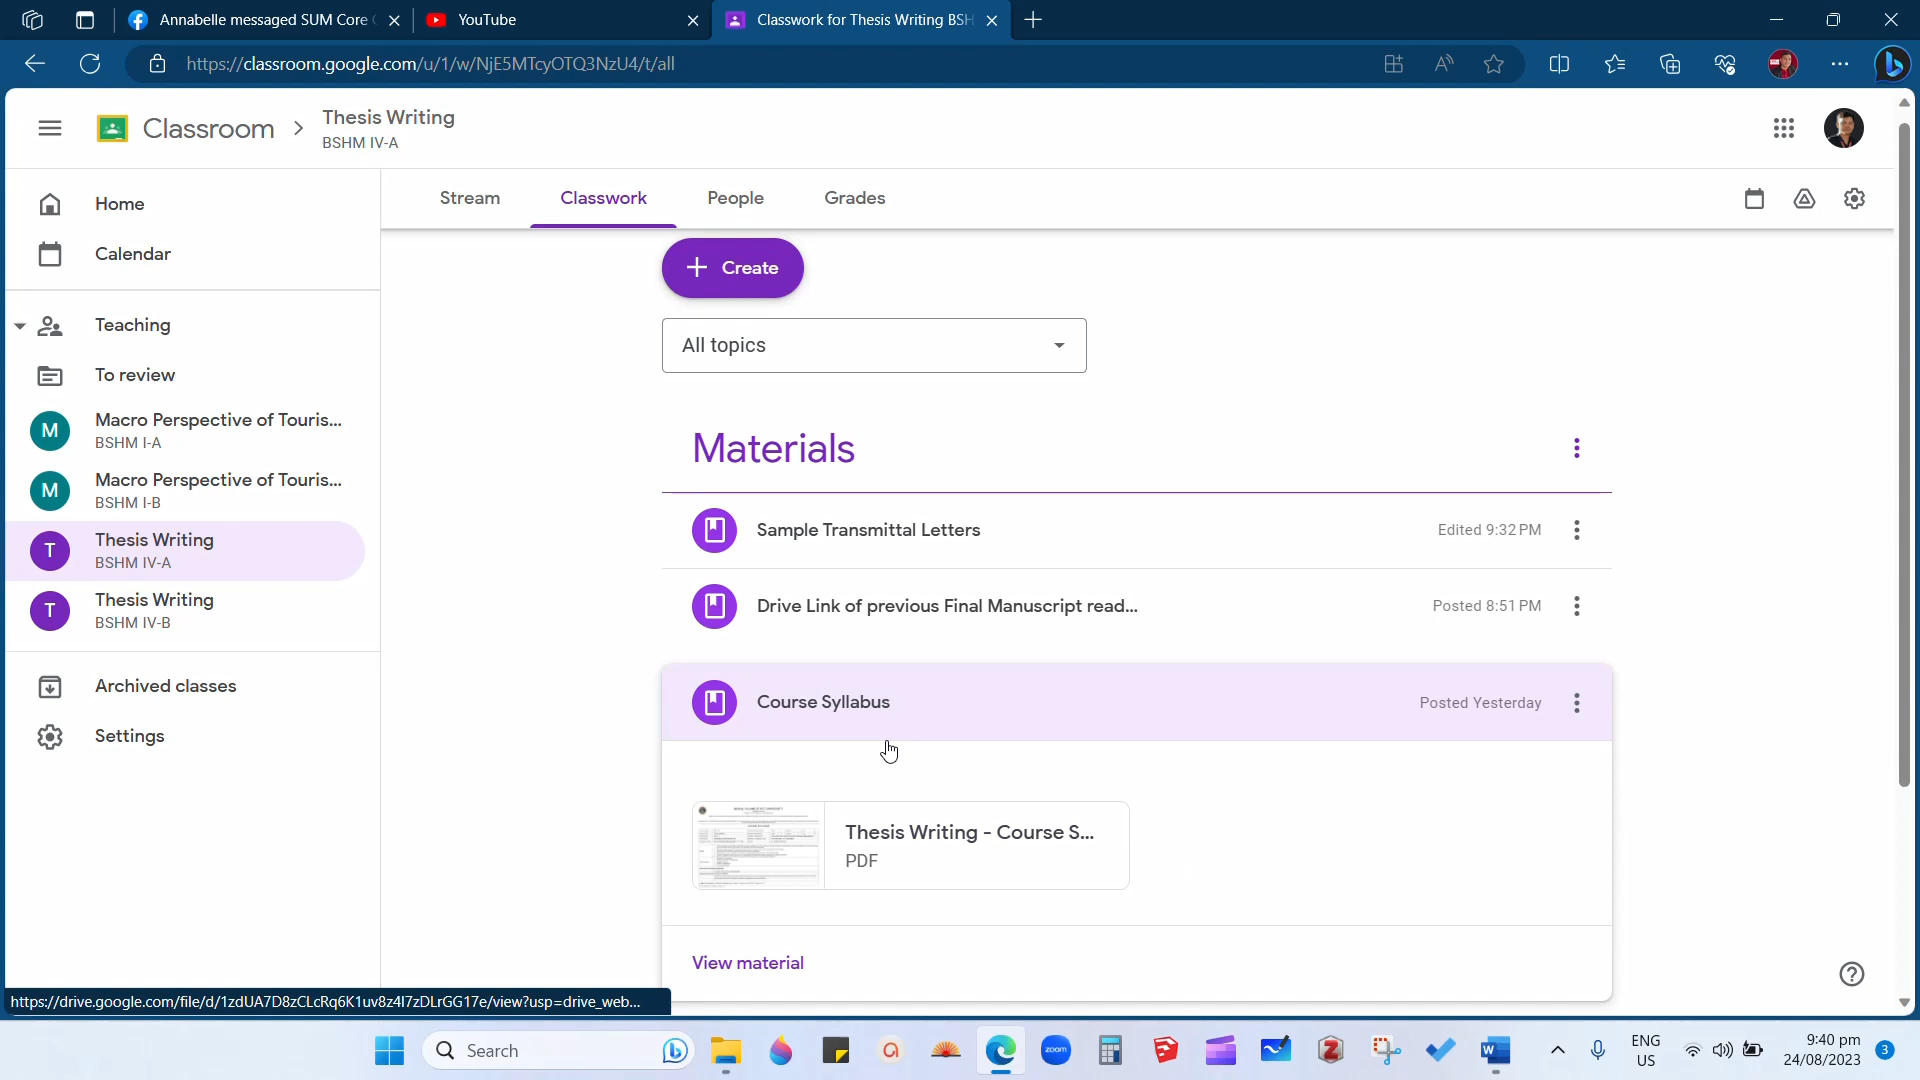 Annabelle messaged SUM Core
YouTube
Classwork for Thesis Writing BSH
https://classroom.google.com/u/1/w/NjE5MTcyOTQ3NzU4/t/all
Classroom
Thesis Writing
BSHM IV-A
Home
Calendar
Teaching
To review
M
Macro Perspective of Touris...
BSHM I-A
M
Macro Perspective of Touris...
BSHM I-B
T
Thesis Writing
BSHM IV-A
T
Thesis Writing
BSHM IV-B
Archived classes
Settings
Stream
Classwork
People
Grades
Create
All topics
Materials
Sample Transmittal Letters
Edited 9:32 PM
Drive Link of previous Final Manuscript read...
Posted 8:51 PM
Course Syllabus
Posted Yesterday
Thesis Writing - Course S...
PDF
View material
https://drive.google.com/file/d/1zdUA7D8zCLcRq6K1uv8z4I7zDLrGG17e/view?usp=drive_web...
Search
zoom
ENG
US
9:40 pm
24/08/2023
3